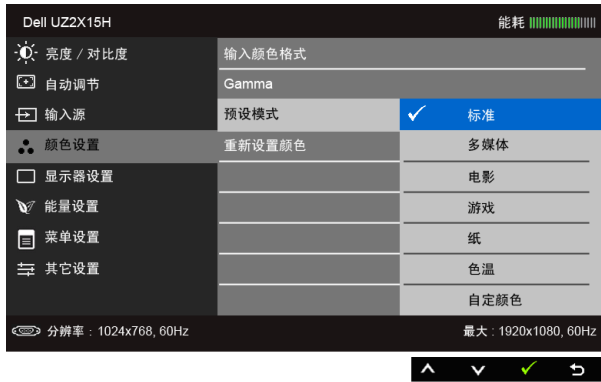 Dell UZ2X15H
能耗
亮度 / 对比度
输入颜色格式
自动调节
Gamma
输入源
预设模式
标准
颜色设置
重新设置颜色
多媒体
显示器设置
电影
能量设置
游戏
菜单设置
纸
其它设置
色温
自定颜色
分辨率 : 1024x768, 60Hz
最大 : 1920x1080, 60Hz